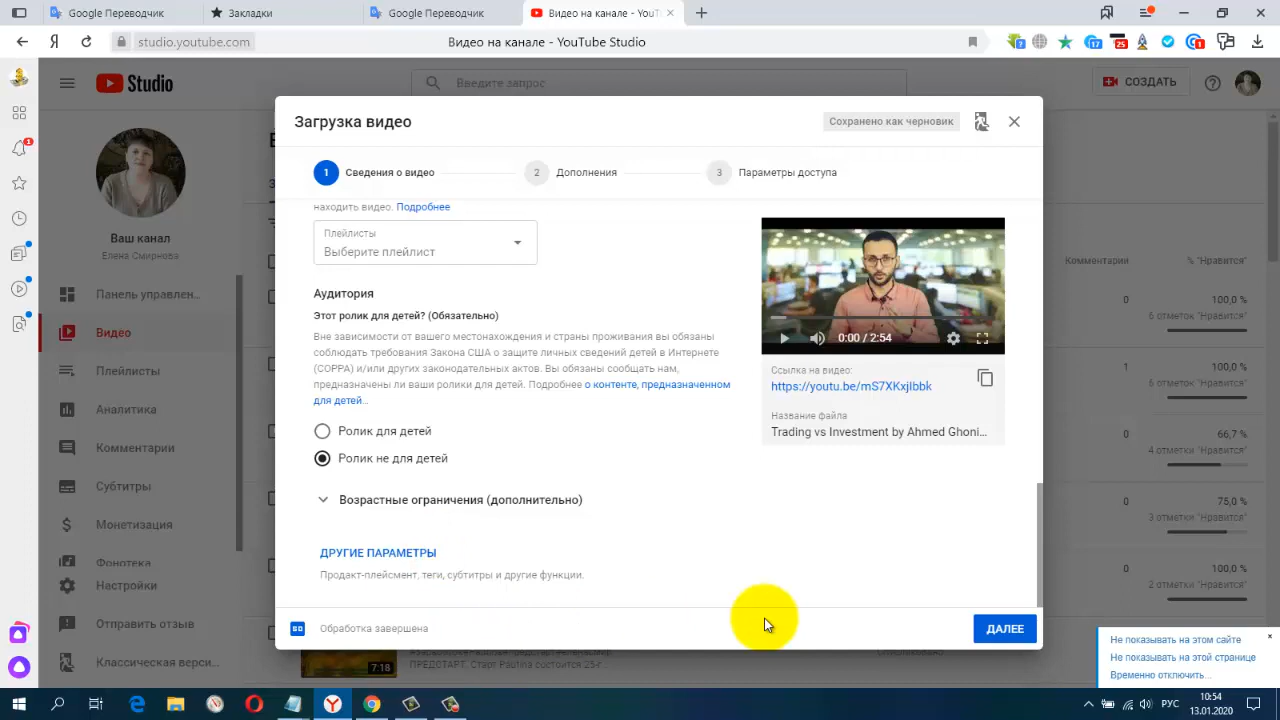 Google Переводчик
Закладки
Google Переводчик
Видео на канале - YouT
studio.youtube.com
Видео на канале - YouTube Studio
7
17
25
1
Studio
Введите запрос
СОЗДАТЬ
Загрузка видео
Сохранено как черновик
1 Сведения о видео
2 Дополнения
3 Параметры доступа
находить видео. Подробнее
Плейлисты
Выберите плейлист
Аудитория
Этот ролик для детей? (Обязательно)
Вне зависимости от вашего местонахождения и страны проживания вы обязаны
соблюдать требования Закона США о защите личных сведений детей в Интернете
(COPPA) и/или других законодательных актов. Вы обязаны сообщать нам,
предназначены ли ваши ролики для детей. Подробнее о контенте, предназначенном
для детей…
Ролик для детей
Ролик не для детей
Возрастные ограничения (дополнительно)
ДРУГИЕ ПАРАМЕТРЫ
Продакт-плейсмент, теги, субтитры и другие функции.
0:00 / 2:54
Ссылка на видео:
https://youtu.be/mS7XKxjIbbk
Название файла
Trading vs Investment by Ahmed Ghoni…
Обработка завершена
ДАЛЕЕ
Ваш канал
Елена Смирнова
Панель управлен…
Видео
Плейлисты
Аналитика
Комментарии
Субтитры
Монетизация
Фонотека
Настройки
Отправить отзыв
Классическая верси…
Комментарии
% "Нравится"
0
100,0 %
6 отметок "Нравится"
1
100,0 %
6 отметок "Нравится"
0
66,7 %
4 отметки "Нравится"
0
75,0 %
3 отметки "Нравится"
0
100,0 %
2 отметки "Нравится"
7:18
ПРЕДСТАРТ. Старт Paulina состоится 25-г
Не показывать на этом сайте
Не показывать на этой странице
Временно отключить...
РУС
10:54
13.01.2020